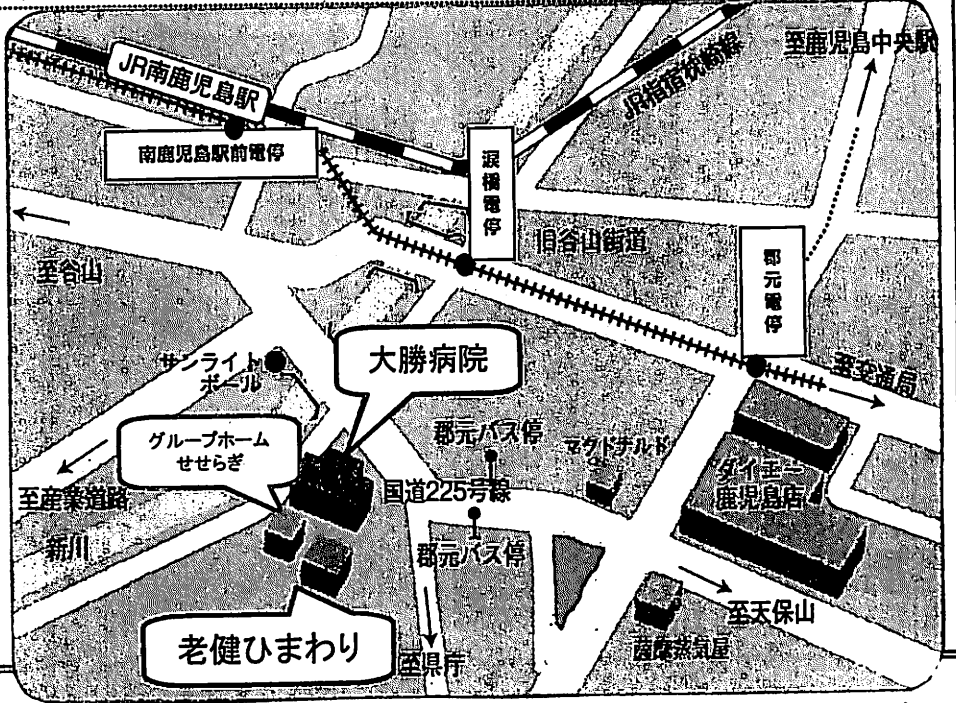 至鹿児島中央駅
JR南鹿児島駅
JR指宿枕崎線
南鹿児島駅前電停
涙橋電停
旧谷山街道
郡元電停
至谷山
至交通局
サンライト
ボール
大勝病院
グループホーム
せせらぎ
郡元バス停
マクドナルド
ダイエー
鹿児島店
至産業道路
国道225号線
新川
郡元バス停
至天保山
老健ひまわり
至県庁
薩摩蒸気屋